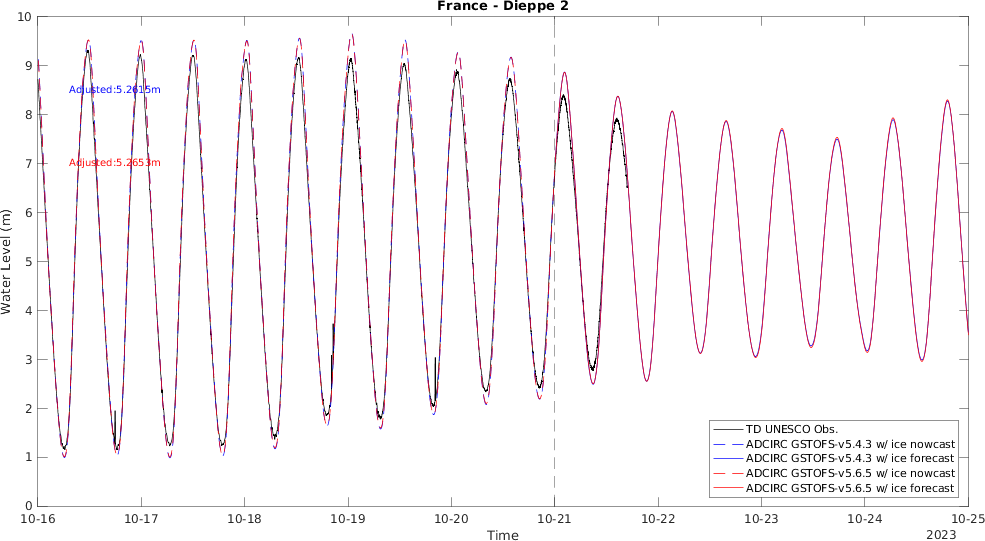 France - Dieppe 2
Water Level (m)
10
9
8
7
6
5
4
3
2
1
0
Adjusted:5.2615m
Adjusted:5.2653m
TD UNESCO Obs.
ADCIRC GSTOFS-v5.4.3 w/ ice nowcast
ADCIRC GSTOFS-v5.4.3 w/ ice forecast
ADCIRC GSTOFS-v5.6.5 w/ ice nowcast
ADCIRC GSTOFS-v5.6.5 w/ ice forecast
10-16 10-17 10-18 10-19 10-20 10-21 10-22 10-23 10-24 10-25
Time
2023